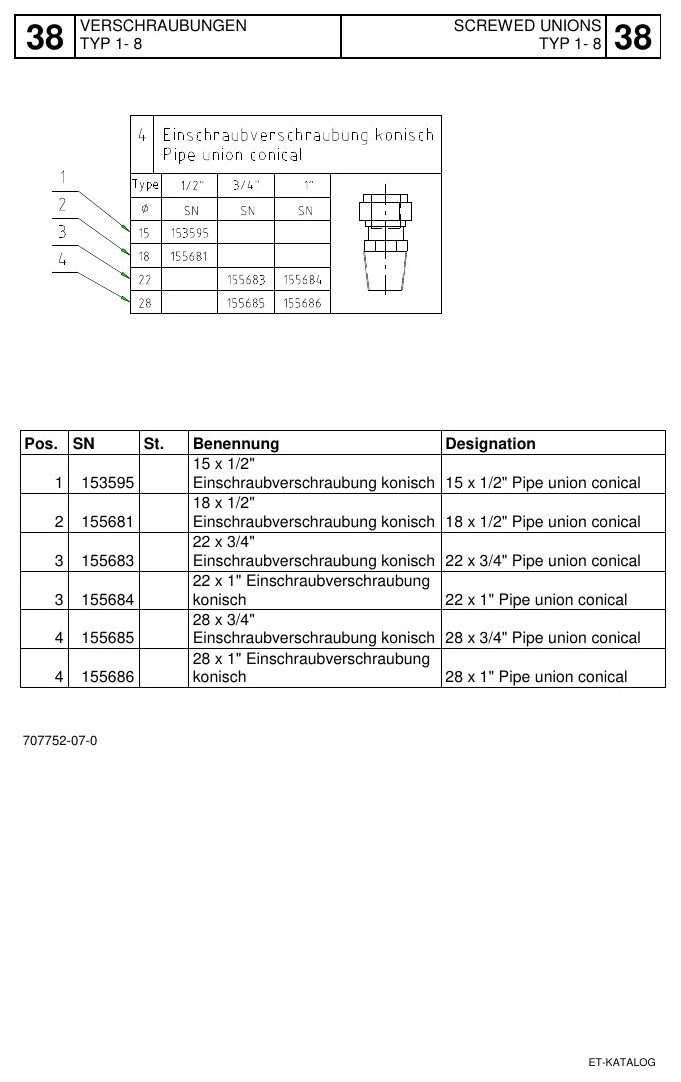 38 VERSCHRAUBUNGEN SCREWED UNIONS 38
TYP 1- 8 TYP 1- 8
4 Einschraubverschraubung konisch
Pipe union conical
1
2
3
4
Type 1/2" 3/4" 1"
ø SN SN SN
15 153595
18 155681
22 155683 155684
28 155685 155686
Pos. SN St. Benennung Designation
15 x 1/2"
1 153595 Einschraubverschraubung konisch 15 x 1/2" Pipe union conical
18 x 1/2"
2 155681 Einschraubverschraubung konisch 18 x 1/2" Pipe union conical
22 x 3/4"
3 155683 Einschraubverschraubung konisch 22 x 3/4" Pipe union conical
22 x 1" Einschraubverschraubung
3 155684 konisch 22 x 1" Pipe union conical
28 x 3/4"
4 155685 Einschraubverschraubung konisch 28 x 3/4" Pipe union conical
28 x 1" Einschraubverschraubung
4 155686 konisch 28 x 1" Pipe union conical
707752-07-0
ET-KATALOG